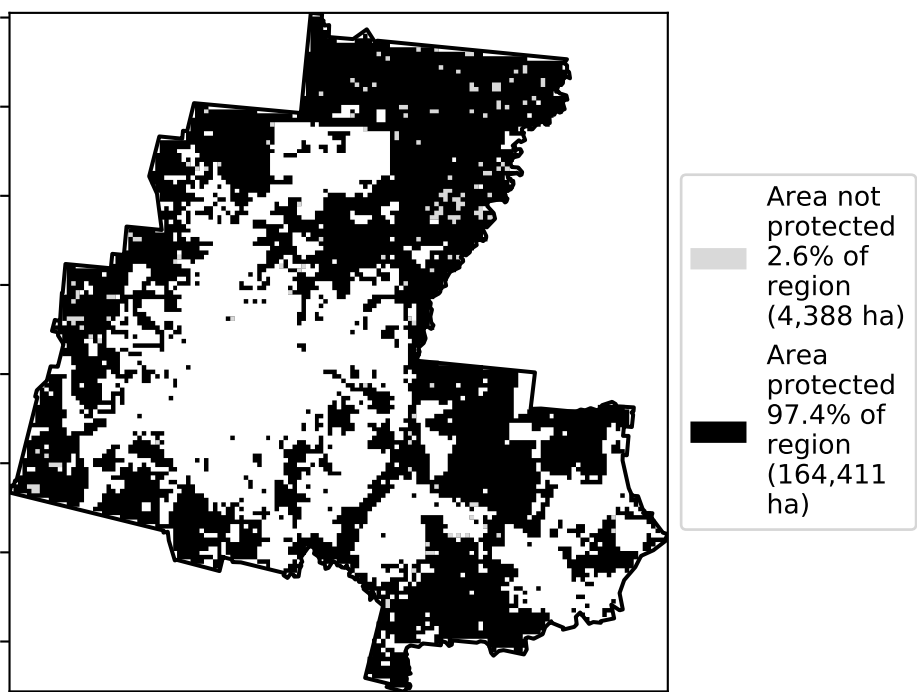 Area not
protected
2.6% of
region
(4,388 ha)
Area
protected
97.4% of
region
(164,411
ha)